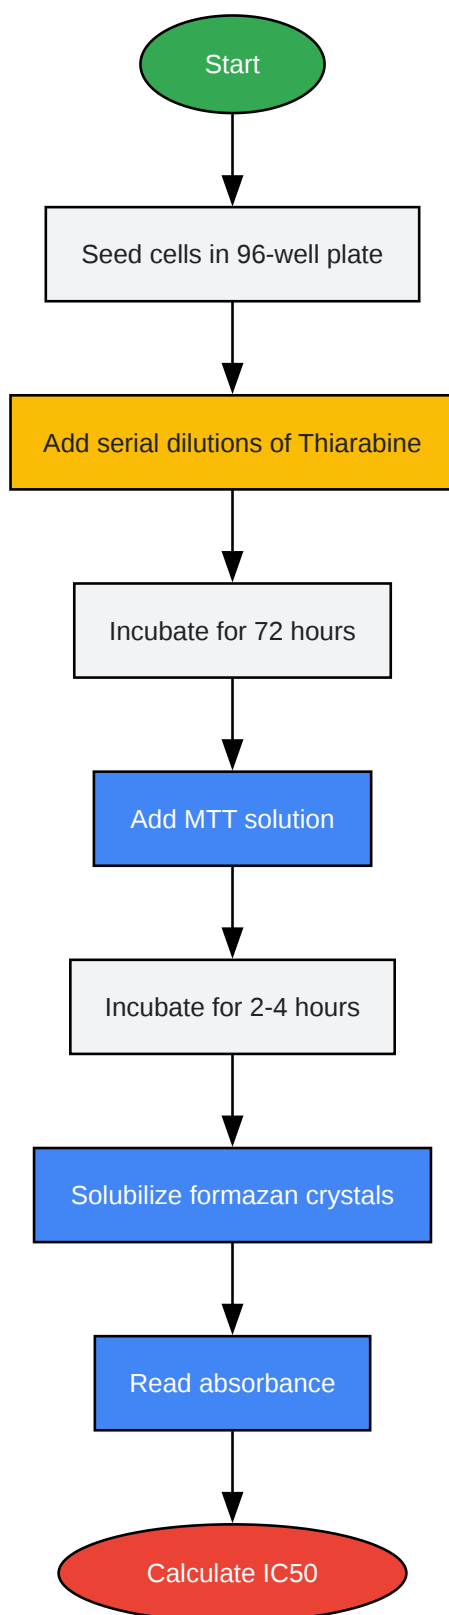 Start
Seed cells in 96-well plate
Add serial dilutions of Thiarabine
Incubate for 72 hours
Add MTT solution
Incubate for 2-4 hours
Solubilize formazan crystals
Read absorbance
Calculate IC50